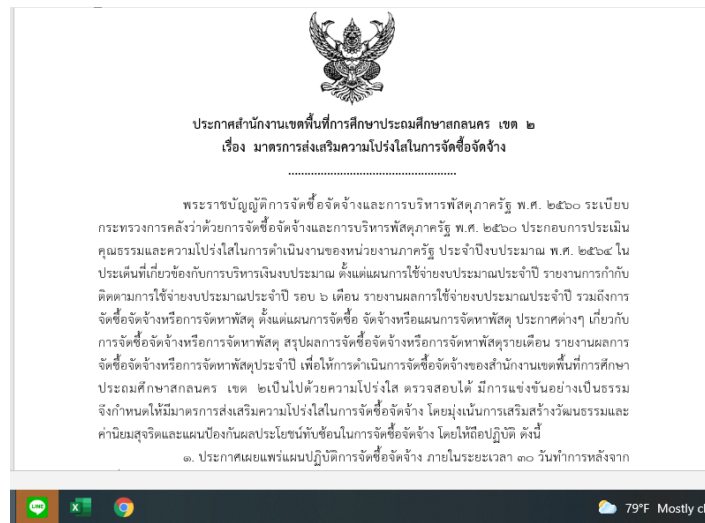 ประกาศสำนักงานเขตพื้นที่การศึกษาประถมศึกษาสกลนคร เขต ๒
เรื่อง มาตรการส่งเสริมความโปร่งใสในการจัดซื้อจัดจ้าง
....................................................
พระราชบัญญัติการจัดซื้อจัดจ้างและการบริหารพัสดุภาครัฐ พ.ศ. ๒๕๖๐ ระเบียบ
กระทรวงการคลังว่าด้วยการจัดซื้อจัดจ้างและการบริหารพัสดุภาครัฐ พ.ศ. ๒๕๖๐ ประกอบการประเมิน
คุณธรรมและความโปร่งใสในการดำเนินงานของหน่วยงานภาครัฐ ประจำปีงบประมาณ พ.ศ. ๒๕๖๔ ใน
ประเด็นที่เกี่ยวข้องกับการบริหารเงินงบประมาณ ตั้งแต่แผนการใช้จ่ายงบประมาณประจำปี รายงานการกำกับ
ติดตามการใช้จ่ายงบประมาณประจำปี รอบ ๖ เดือน รายงานผลการใช้จ่ายงบประมาณประจำปี รวมถึงการ
จัดซื้อจัดจ้างหรือการจัดหาพัสดุ ตั้งแต่แผนการจัดซื้อ จัดจ้างหรือแผนการจัดหาพัสดุ ประกาศต่างๆ เกี่ยวกับ
การจัดซื้อจัดจ้างหรือการจัดหาพัสดุ สรุปผลการจัดซื้อจัดจ้างหรือการจัดหาพัสดุรายเดือน รายงานผลการ
จัดซื้อจัดจ้างหรือการจัดหาพัสดุประจำปี เพื่อให้การดำเนินการจัดซื้อจัดจ้างของสำนักงานเขตพื้นที่การศึกษา
ประถมศึกษาสกลนคร เขต ๒เป็นไปด้วยความโปร่งใส ตรวจสอบได้ มีการแข่งขันอย่างเป็นธรรม
จึงกำหนดให้มีมาตรการส่งเสริมความโปร่งใสในการจัดซื้อจัดจ้าง โดยมุ่งเน้นการเสริมสร้างวัฒนธรรมและ
ค่านิยมสุจริตและแผนป้องกันผลประโยชน์ทับซ้อนในการจัดซื้อจัดจ้าง โดยให้ถือปฏิบัติ ดังนี้
๑. ประกาศเผยแพร่แผนปฏิบัติการจัดซื้อจัดจ้าง ภายในระยะเวลา ๓๐ วันทำการหลังจาก
LINE
X
79°F Mostly cl